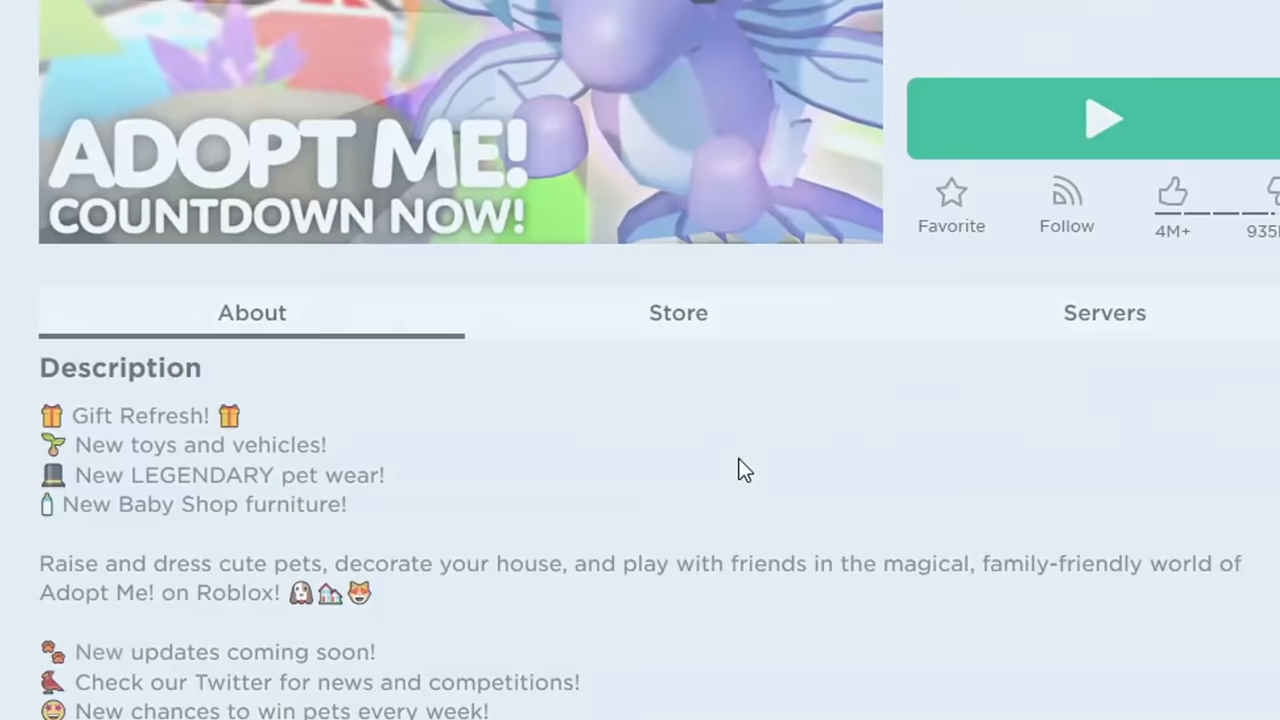 ADOPT ME!
COUNTDOWN NOW!
Favorite
Follow
4M+
About
Store
Servers
Description
🎁 Gift Refresh! 🎁
🌱 New toys and vehicles!
🎩 New LEGENDARY pet wear!
🍼 New Baby Shop furniture!
Raise and dress cute pets, decorate your house, and play with friends in the magical, family-friendly world of
Adopt Me! on Roblox! 🐶🏡😻
🐾 New updates coming soon!
🐦 Check our Twitter for news and competitions!
🤩 New chances to win pets every week!